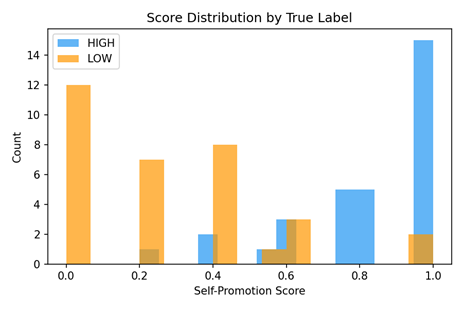 Score Distribution by True Label
HIGH
LOW
14
12
10
8
6
4
2
0
Count
0.0 0.2 0.4 0.6 0.8 1.0
Self-Promotion Score